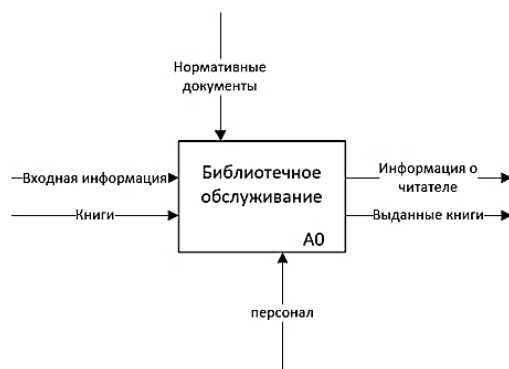 Нормативные
документы
Входная информация
Книги
Библиотечное
обслуживание
A0
Информация о
читателе
Выданные книги
персонал